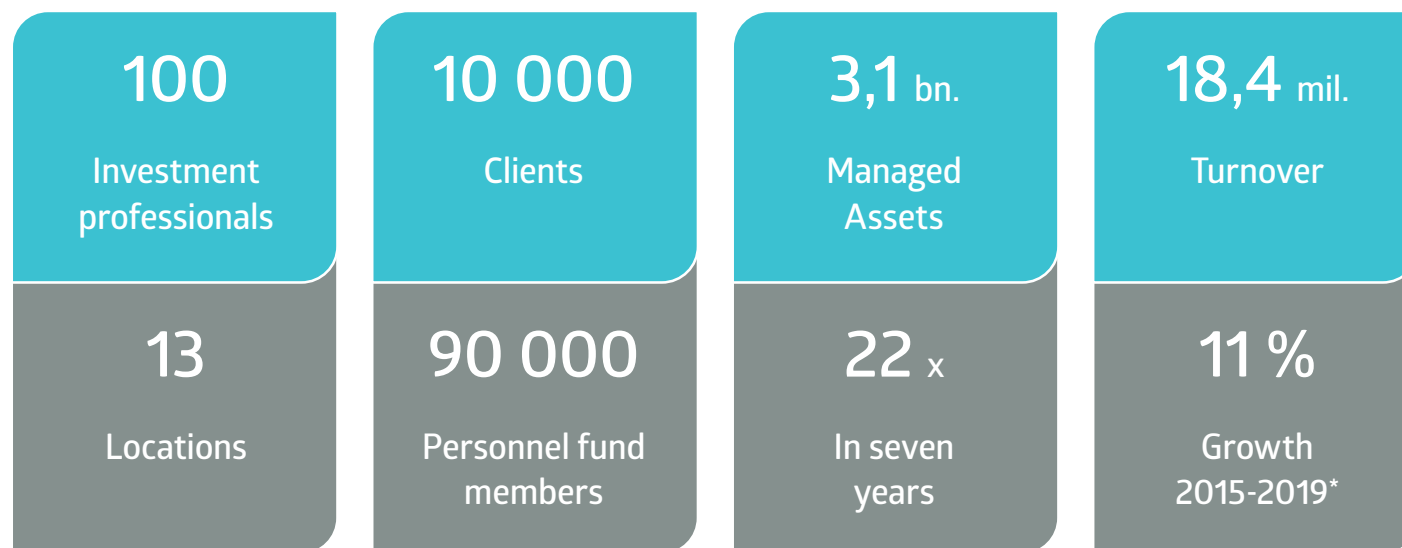 100
Investment
professionals
13
Locations
10 000
Clients
90 000
Personnel fund
members
3,1 bn.
Managed
Assets
22 x
In seven
years
18,4 mil.
Turnover
11 %
Growth
2015-2019*